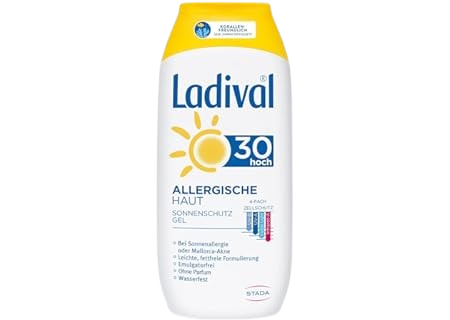 KORALLEN
FREUNDLICH
Ladival®
30
hoch
ALLERGISCHE
HAUT
SONNENSCHUTZ
GEL
4-FACH
ZELLSCHUTZ
• Bei Sonnenallergie
oder Mallorca-Akne
• Leichte, fettfreie Formulierung
• Emulgatorfrei
• Ohne Parfum
• Wasserfest
STADA